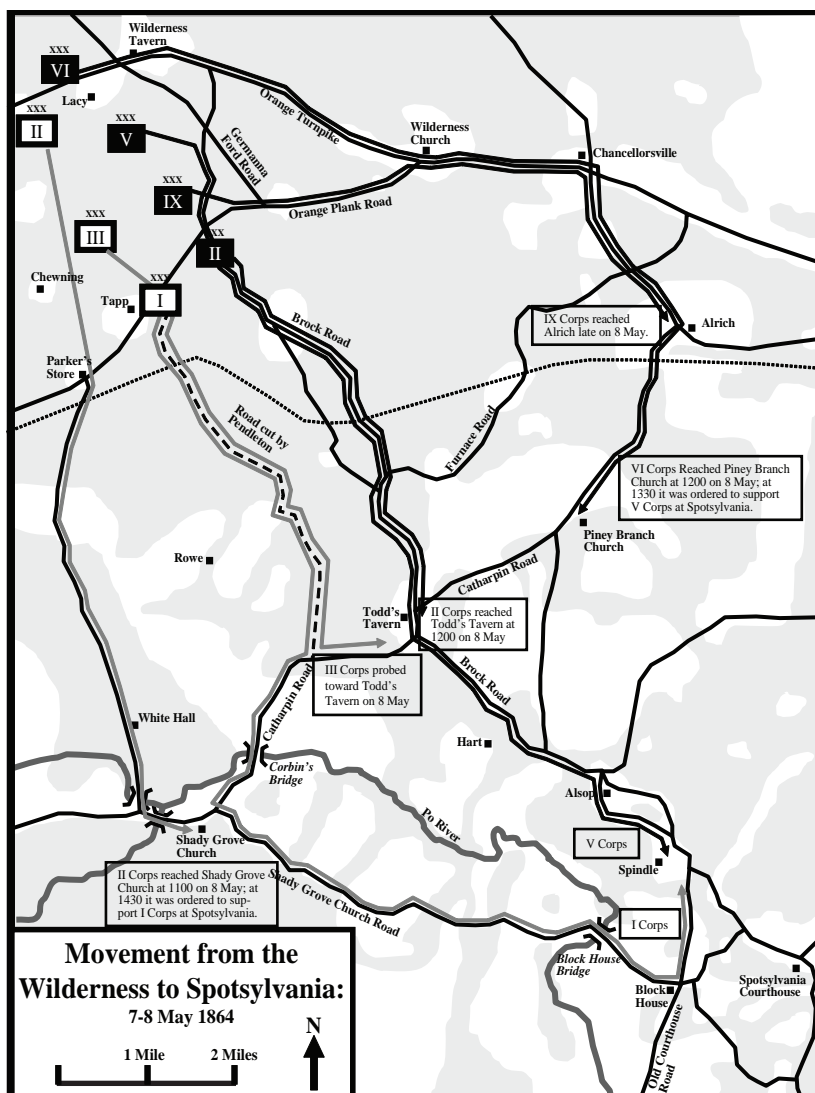 Wilderness
Tavern
XXX
VI
Lacy
XXX
II
XXX
V
Germanna
Ford Road
Orange Turnpike
Wilderness
Church
Chancellorsville
XXX
IX
Orange Plank Road
XXX
III
XX
II
Chewning
XXX
I
Tapp
Brock Road
IX Corps reached
Alrich late on 8 May.
Alrich
Parker's
Store
Road cut by
Pendleton
Furnace Road
VI Corps Reached Piney Branch
Church at 1200 on 8 May; at
1330 it was ordered to support
V Corps at Spotsylvania.
Piney Branch
Church
Rowe
Catharpin Road
Todd's
Tavern
II Corps reached
Todd's Tavern at
1200 on 8 May
III Corps probed
toward Todd's
Tavern on 8 May
Brock Road
Catharpin Road
White Hall
Hart
Corbin's
Bridge
Po River
Alsop
Shady Grove
Church
V Corps
Spindle
II Corps reached Shady Grove
Church at 1100 on 8 May; at
1430 it was ordered to sup-
port I Corps at Spotsylvania.
Shady Grove Church Road
I Corps
Block House
Bridge
Block
House
Spotsylvania
Courthouse
Old Courthouse
Road
Movement from the
Wilderness to Spotsylvania:
7-8 May 1864
N
1 Mile
2 Miles